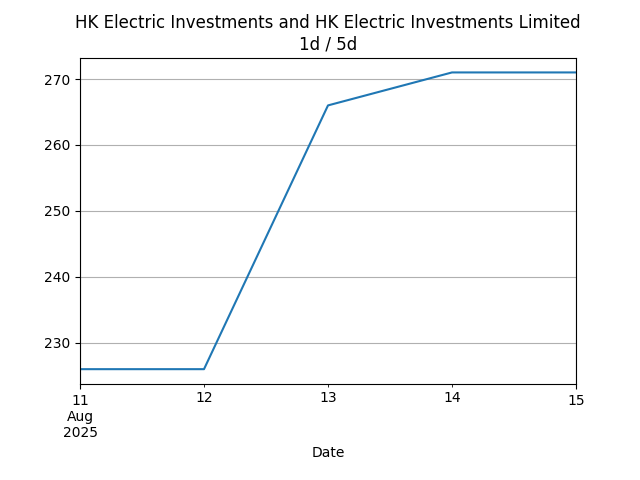 HK Electric Investments and HK Electric Investments Limited
1d / 5d
270
260
250
240
230
11
Aug
2025
12
13
14
15
Date